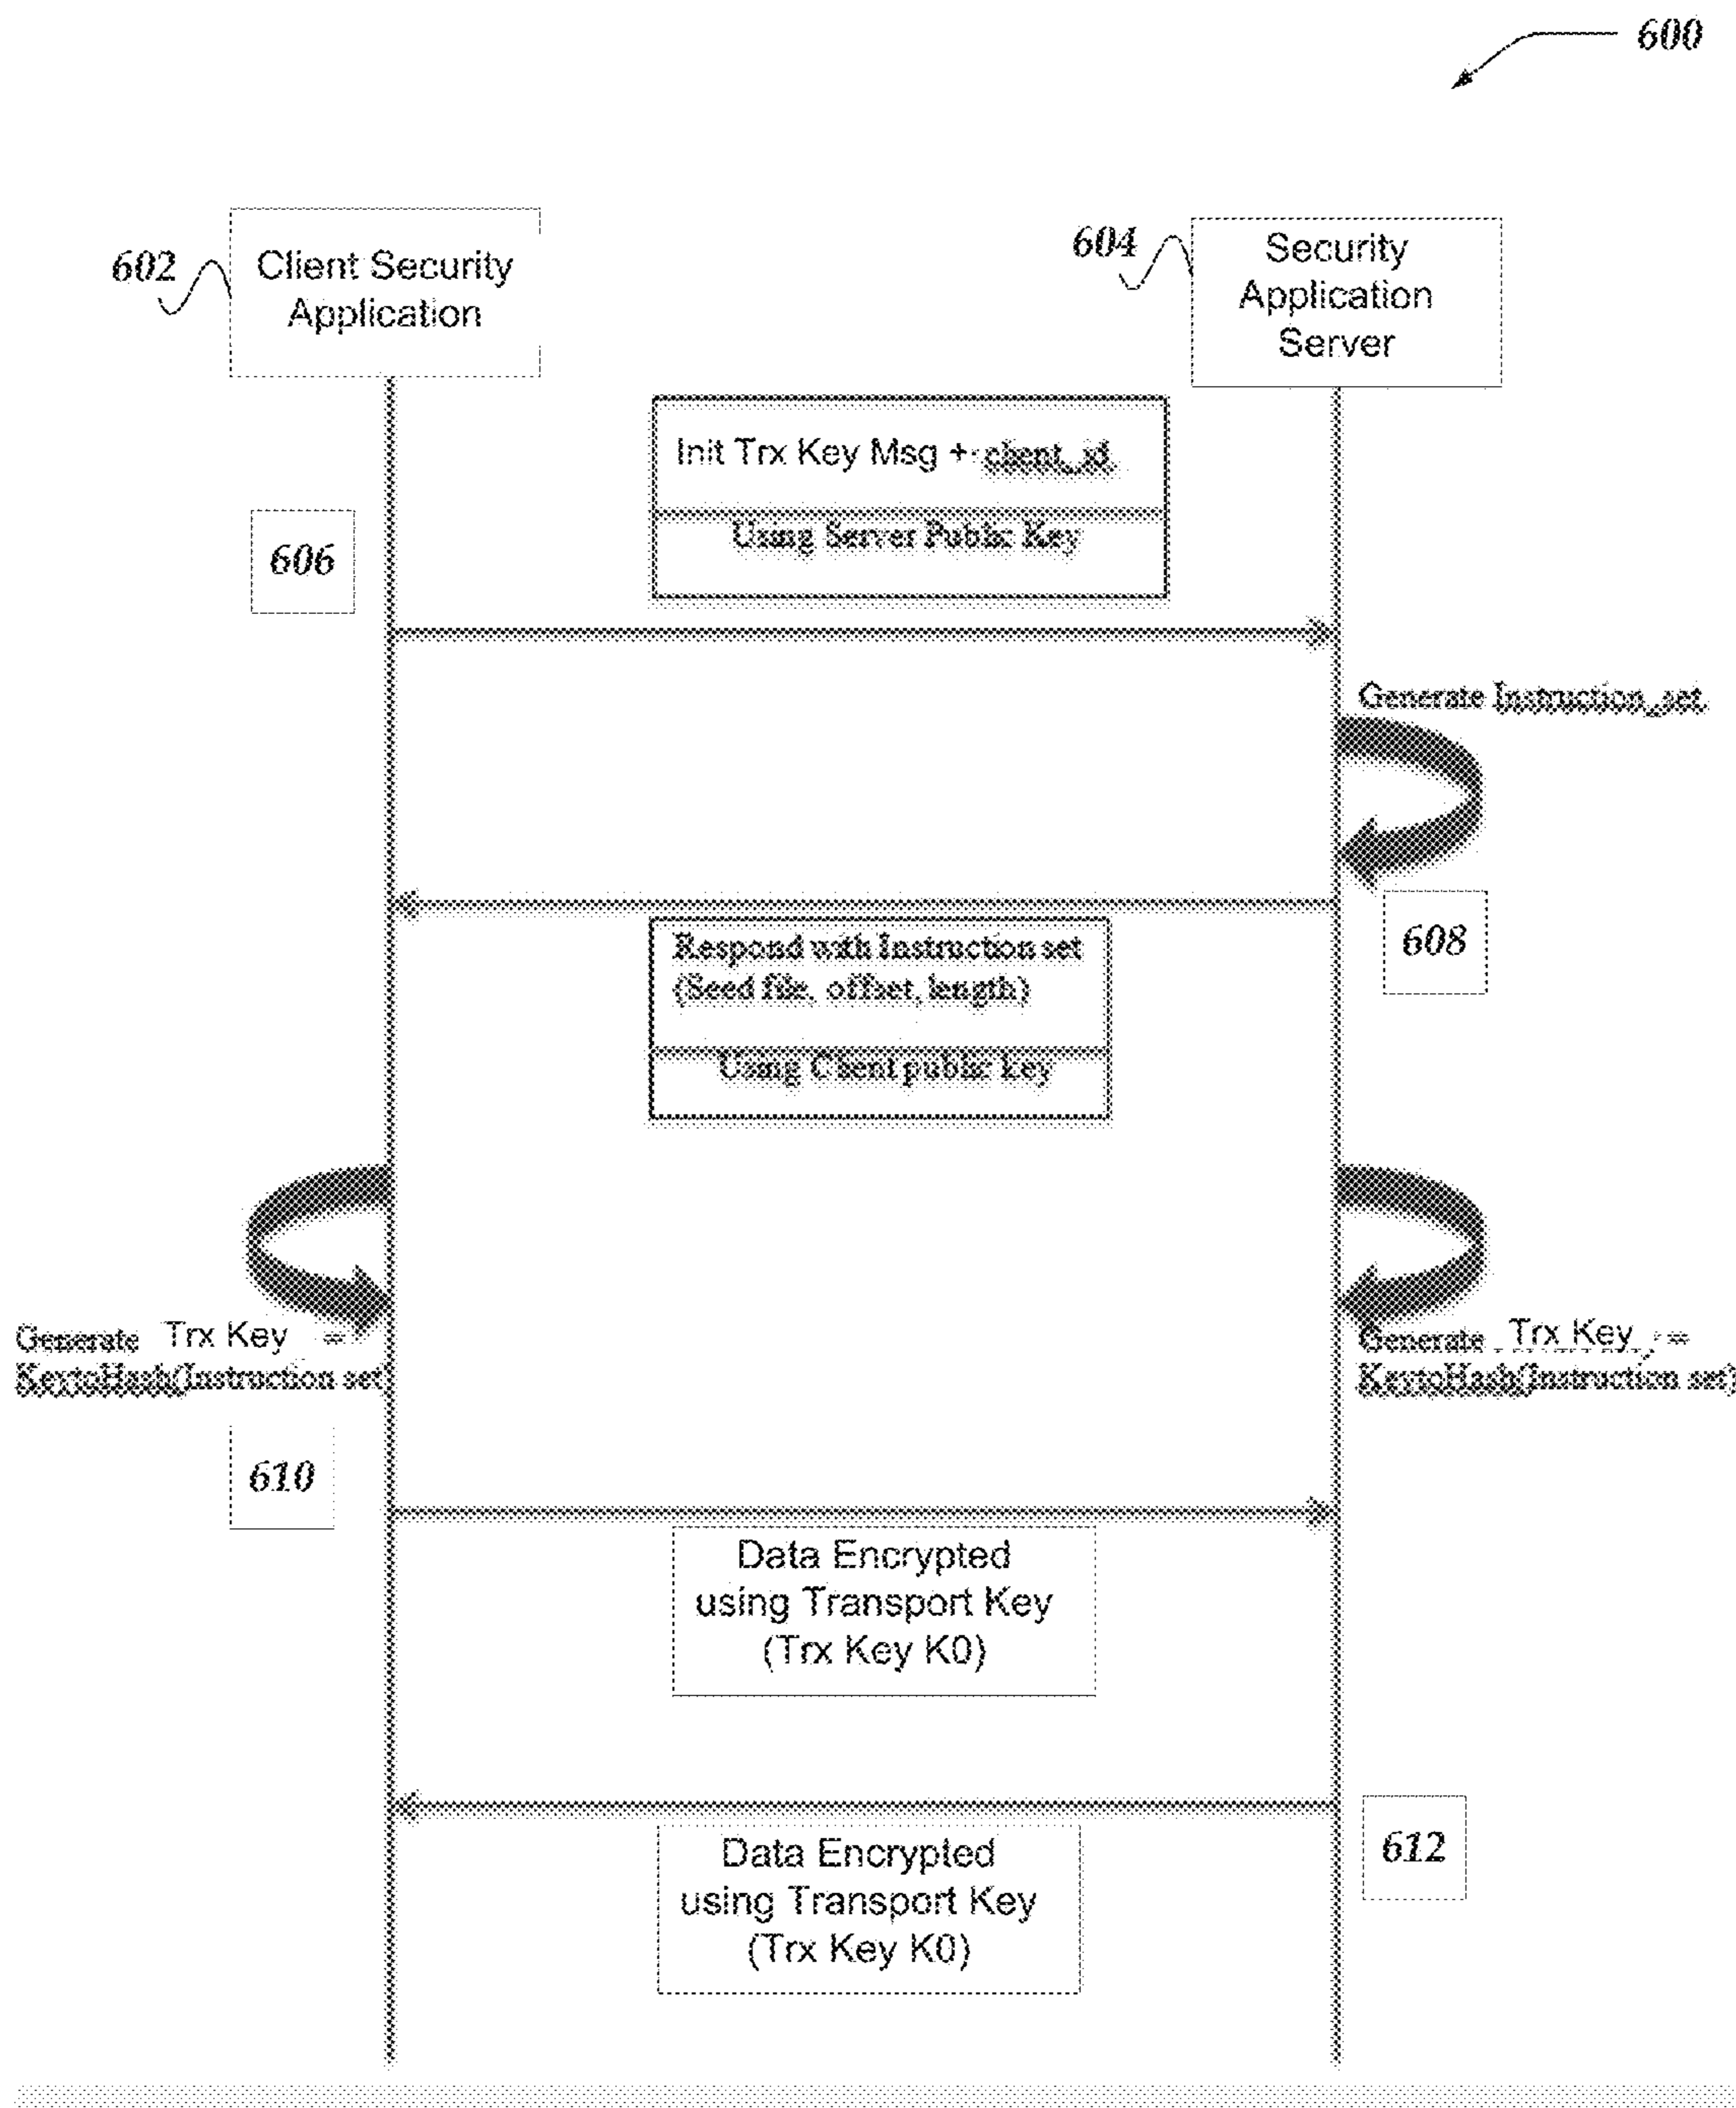 600
602
Client Security
Application
604
Security
Application
Server
Init Trx Key Msg + client_id
Using Server Public Key
606
Generate Instruction_set
608
Respond with Instruction set
(Seed file, offset, length)
Using Client public key
Generate Trx Key =
KeytoHash(Instruction set
Generate Trx Key =
KeytoHash(Instruction set)
610
Data Encrypted
using Transport Key
(Trx Key K0)
612
Data Encrypted
using Transport Key
(Trx Key K0)